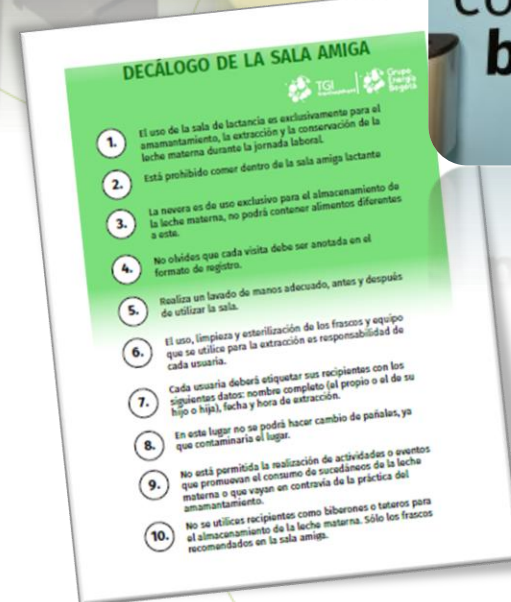 co
b
DECÁLOGO DE LA SALA AMIGA
TGI
Grupo
Energía
Bogotá
1.
El uso de la sala de lactancia es exclusivamente para el
amamantamiento, la extracción y la conservación de la
leche materna durante la jornada laboral.
2.
Está prohibido comer dentro de la sala amiga lactante
3.
La nevera es de uso exclusivo para el almacenamiento de
la leche materna, no podrá contener alimentos diferentes
a este.
4.
No olvides que cada visita debe ser anotada en el
formato de registro.
5.
Realiza un lavado de manos adecuado, antes y después
de utilizar la sala.
6.
El uso, limpieza y esterilización de los frascos y equipo
que se utilice para la extracción es responsabilidad de
cada usuaria.
7.
Cada usuaria deberá etiquetar sus recipientes con los
siguientes datos: nombre completo (el propio o el de su
hijo o hija), fecha y hora de extracción.
8.
En este lugar no se podrá hacer cambio de pañales, ya
que contaminaría el lugar.
9.
No está permitida la realización de actividades o eventos
que promuevan el consumo de sucedáneos de la leche
materna o que vayan en contravía de la práctica del
amamantamiento.
10.
No se utilices recipientes como biberones o teteros para
el almacenamiento de la leche materna. Sólo los frascos
recomendados en la sala amiga.